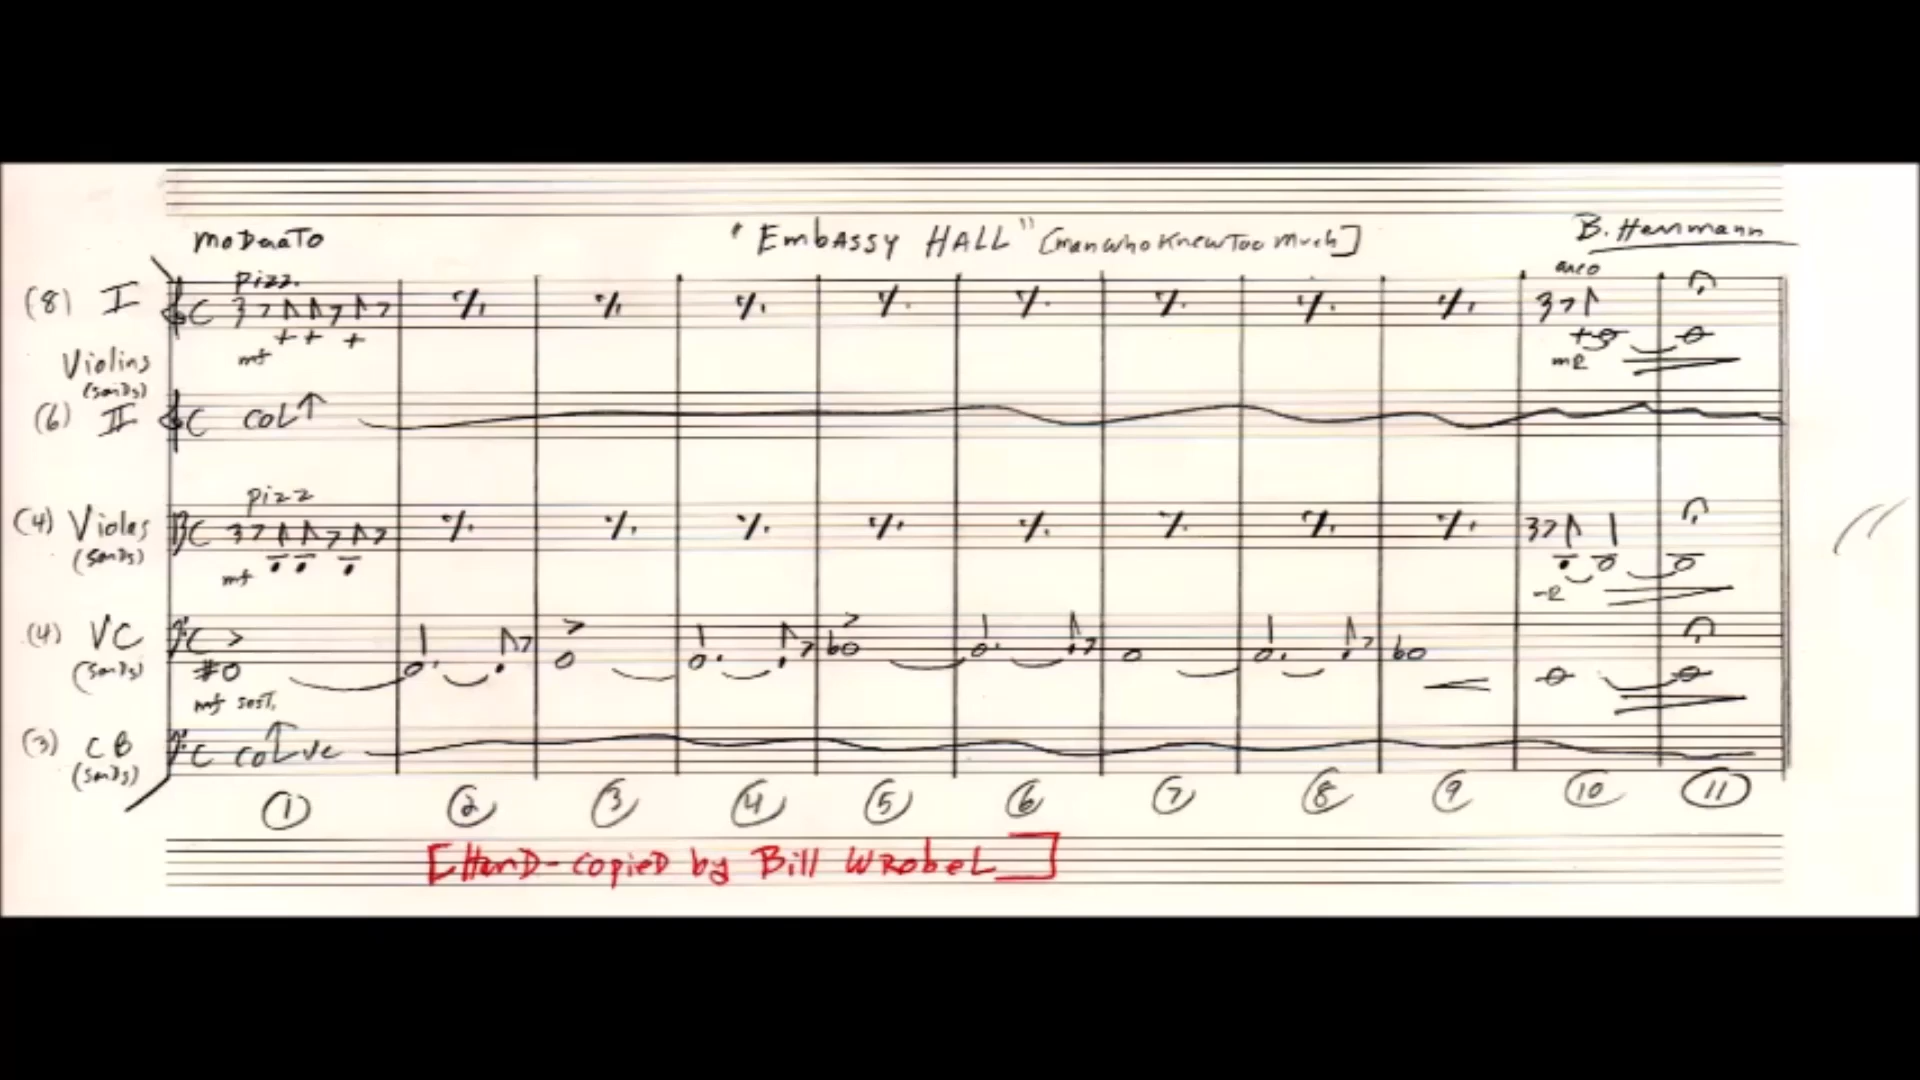 Moderato "Embassy Hall" (Man Who Knew Too Much] B. Herrmann
pizz. arco
(8) I
mf mp
Violins
(sords)
(6) II Col ↑
pizz
(4) Violas
(sords)
mf
(4) VC
(sords)
mf sost.
(3) CB Col ↑ VC
(sords)
1 2 3 4 5 6 7 8 9 10 11
[Hand-copied by Bill Wrobel]